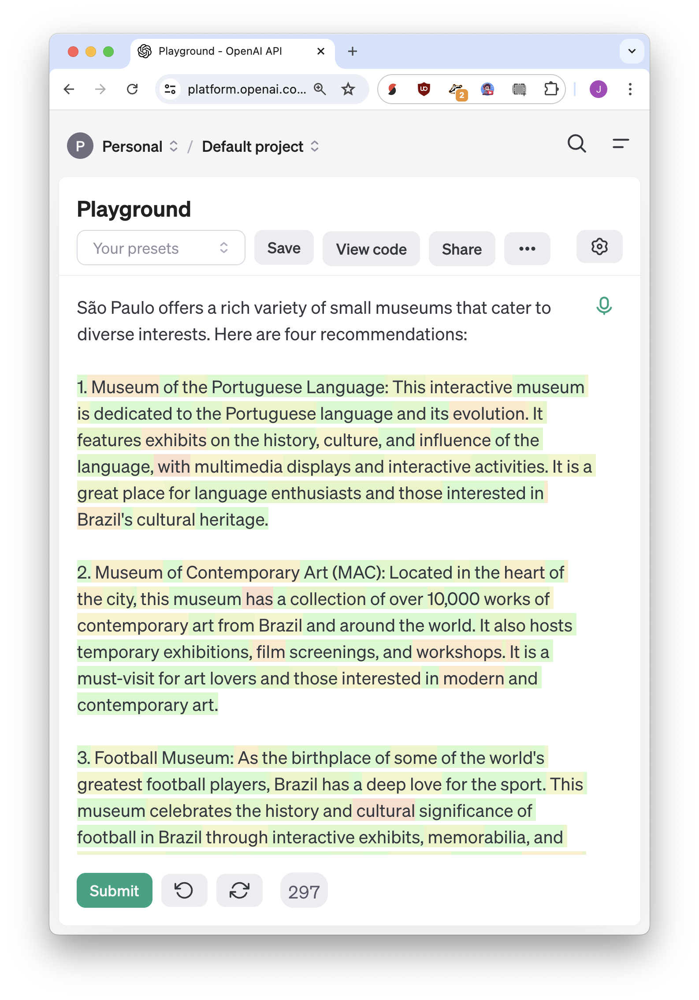 Playground - OpenAI API
platform.openai.co...
2
J
P Personal / Default project
Playground
Your presets Save View code Share •••
São Paulo offers a rich variety of small museums that cater to
diverse interests. Here are four recommendations:
1. Museum of the Portuguese Language: This interactive museum
is dedicated to the Portuguese language and its evolution. It
features exhibits on the history, culture, and influence of the
language, with multimedia displays and interactive activities. It is a
great place for language enthusiasts and those interested in
Brazil's cultural heritage.
2. Museum of Contemporary Art (MAC): Located in the heart of
the city, this museum has a collection of over 10,000 works of
contemporary art from Brazil and around the world. It also hosts
temporary exhibitions, film screenings, and workshops. It is a
must-visit for art lovers and those interested in modern and
contemporary art.
3. Football Museum: As the birthplace of some of the world's
greatest football players, Brazil has a deep love for the sport. This
museum celebrates the history and cultural significance of
football in Brazil through interactive exhibits, memorabilia, and
Submit 297